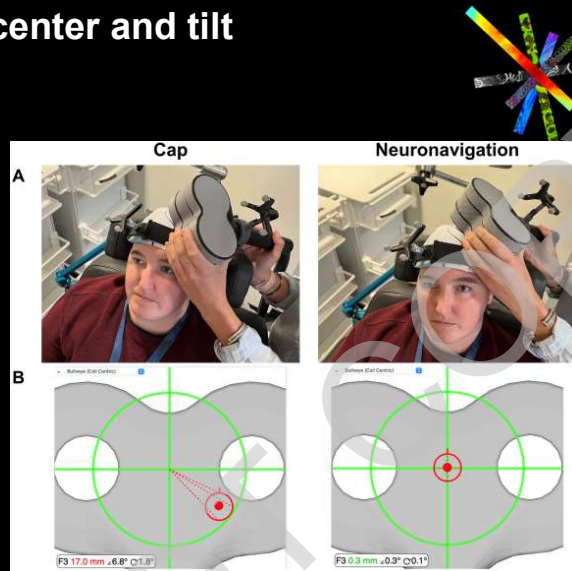 center and tilt
Cap
Neuronavigation
A
B
Bullseye (Coil Centric)
Bullseye (Coil Centric)
F3 17.0 mm ∠6.8° ⟳1.8°
F3 0.3 mm ∠0.3° ⟳0.1°